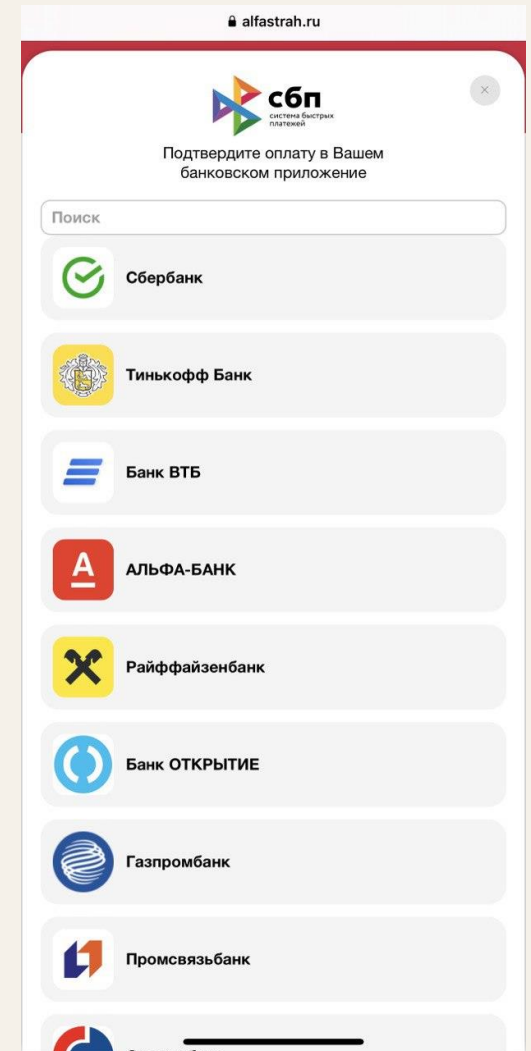 alfastrah.ru
сбп
система быстрых
платежей
Подтвердите оплату в Вашем
банковском приложение
Поиск
Сбербанк
Тинькофф Банк
Банк ВТБ
А
АЛЬФА-БАНК
Райффайзенбанк
Банк ОТКРЫТИЕ
Газпромбанк
Промсвязьбанк